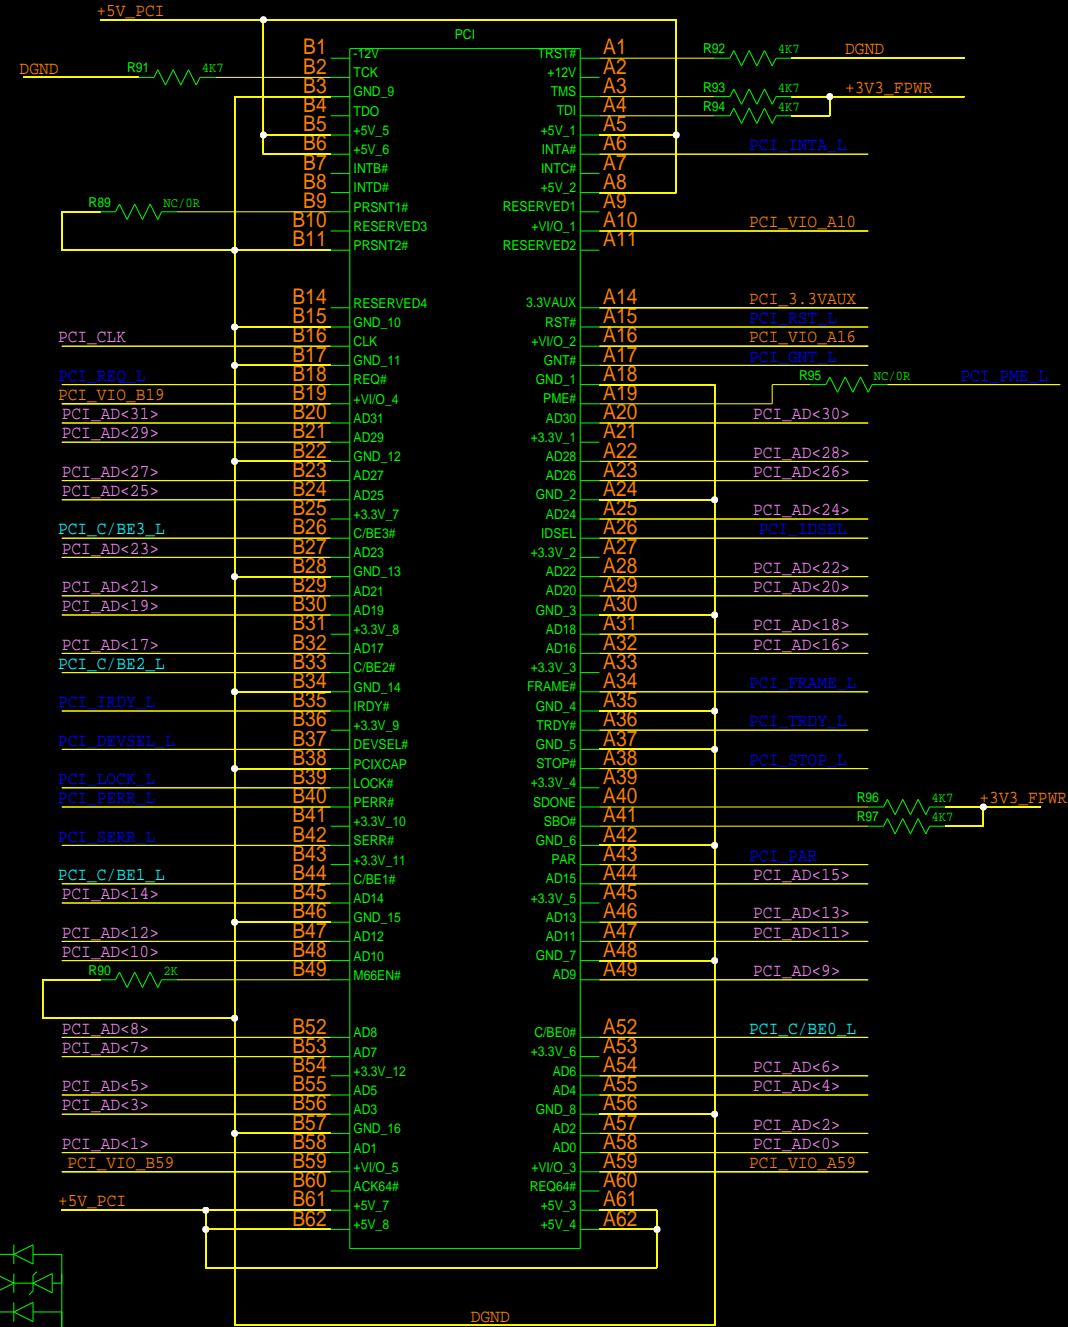 +5V_PCI
PCI
B1 -12V TRST# A1 R92 4K7 DGND
DGND R91 4K7 B2 TCK +12V A2
B3 GND_9 TMS A3 R93 4K7 +3V3_FPWR
B4 TDO TDI A4 R94 4K7
B5 +5V_5 +5V_1 A5
B6 +5V_6 INTA# A6 PCI_INTA_L
B7 INTB# INTC# A7
B8 INTD# +5V_2 A8
R89 NC/0R B9 PRSNT1# RESERVED1 A9
B10 RESERVED3 +VI/O_1 A10 PCI_VIO_A10
B11 PRSNT2# RESERVED2 A11
B14 RESERVED4 3.3VAUX A14 PCI_3.3VAUX
B15 GND_10 RST# A15 PCI_RST_L
PCI_CLK B16 CLK +VI/O_2 A16 PCI_VIO_A16
B17 GND_11 GNT# A17 PCI_GNT_L
PCI_REQ_L B18 REQ# GND_1 A18 R95 NC/0R PCI_PME_L
PCI_VIO_B19 B19 +VI/O_4 PME# A19
PCI_AD<31> B20 AD31 AD30 A20 PCI_AD<30>
PCI_AD<29> B21 AD29 +3.3V_1 A21
B22 GND_12 AD28 A22 PCI_AD<28>
PCI_AD<27> B23 AD27 AD26 A23 PCI_AD<26>
PCI_AD<25> B24 AD25 GND_2 A24
B25 +3.3V_7 AD24 A25 PCI_AD<24>
PCI_C/BE3_L B26 C/BE3# IDSEL A26 PCI_IDSEL
PCI_AD<23> B27 AD23 +3.3V_2 A27
B28 GND_13 AD22 A28 PCI_AD<22>
PCI_AD<21> B29 AD21 AD20 A29 PCI_AD<20>
PCI_AD<19> B30 AD19 GND_3 A30
B31 +3.3V_8 AD18 A31 PCI_AD<18>
PCI_AD<17> B32 AD17 AD16 A32 PCI_AD<16>
PCI_C/BE2_L B33 C/BE2# +3.3V_3 A33
B34 GND_14 FRAME# A34 PCI_FRAME_L
PCI_IRDY_L B35 IRDY# GND_4 A35
B36 +3.3V_9 TRDY# A36 PCI_TRDY_L
PCI_DEVSEL_L B37 DEVSEL# GND_5 A37
B38 PCIXCAP STOP# A38 PCI_STOP_L
PCI_LOCK_L B39 LOCK# +3.3V_4 A39
PCI_PERR_L B40 PERR# SDONE A40 R96 4K7 +3V3_FPWR
B41 +3.3V_10 SBO# A41 R97 4K7
PCI_SERR_L B42 SERR# GND_6 A42
B43 +3.3V_11 PAR A43 PCI_PAR
PCI_C/BE1_L B44 C/BE1# AD15 A44 PCI_AD<15>
PCI_AD<14> B45 AD14 +3.3V_5 A45
B46 GND_15 AD13 A46 PCI_AD<13>
PCI_AD<12> B47 AD12 AD11 A47 PCI_AD<11>
PCI_AD<10> B48 AD10 GND_7 A48
R90 2K B49 M66EN# AD9 A49 PCI_AD<9>
PCI_AD<8> B52 AD8 C/BE0# A52 PCI_C/BE0_L
PCI_AD<7> B53 AD7 +3.3V_6 A53
B54 +3.3V_12 AD6 A54 PCI_AD<6>
PCI_AD<5> B55 AD5 AD4 A55 PCI_AD<4>
PCI_AD<3> B56 AD3 GND_8 A56
B57 GND_16 AD2 A57 PCI_AD<2>
PCI_AD<1> B58 AD1 AD0 A58 PCI_AD<0>
PCI_VIO_B59 B59 +VI/O_5 +VI/O_3 A59 PCI_VIO_A59
B60 ACK64# REQ64# A60
+5V_PCI B61 +5V_7 +5V_3 A61
B62 +5V_8 +5V_4 A62
DGND